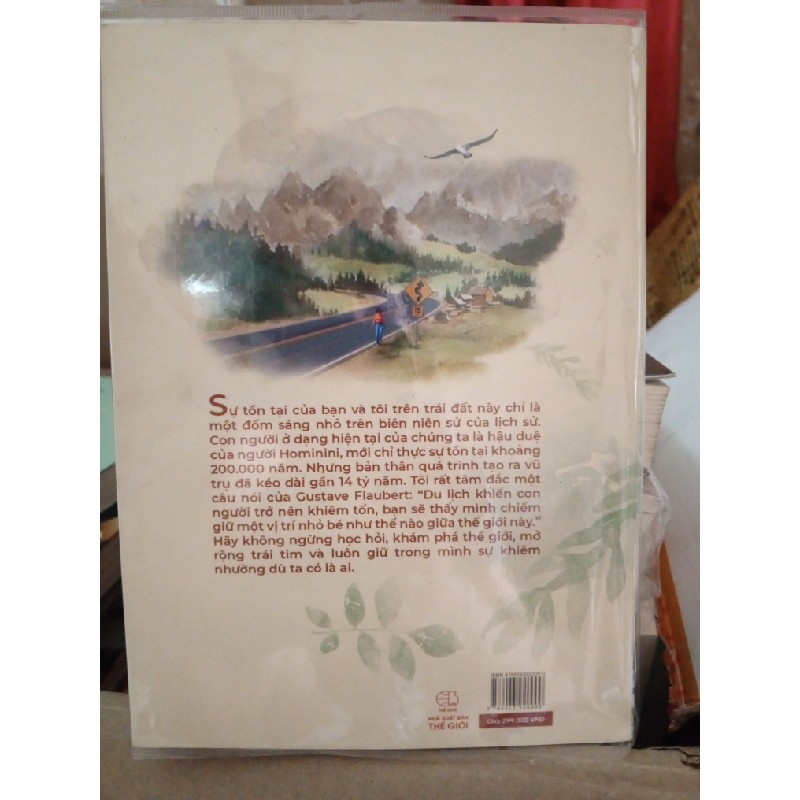 Sự tồn tại của bạn và tôi trên trái đất này chỉ là
một đốm sáng nhỏ trên biên niên sử của lịch sử.
Con người ở dạng hiện tại của chúng ta là hậu duệ
của người Hominini, mới chỉ thực sự tồn tại khoảng
200.000 năm. Nhưng bản thân quá trình tạo ra vũ
trụ đã kéo dài gần 14 tỷ năm. Tôi rất tâm đắc một
câu nói của Gustave Flaubert: “Du lịch khiến con
người trở nên khiêm tốn, bạn sẽ thấy mình chiếm
giữ một vị trí nhỏ bé như thế nào giữa thế giới này.”
Hãy không ngừng học hỏi, khám phá thế giới, mở
rộng trái tim và luôn giữ trong mình sự khiêm
nhường dù ta có là ai.
NHÀ XUẤT BẢN
THẾ GIỚI
Giá: 299.000 VND